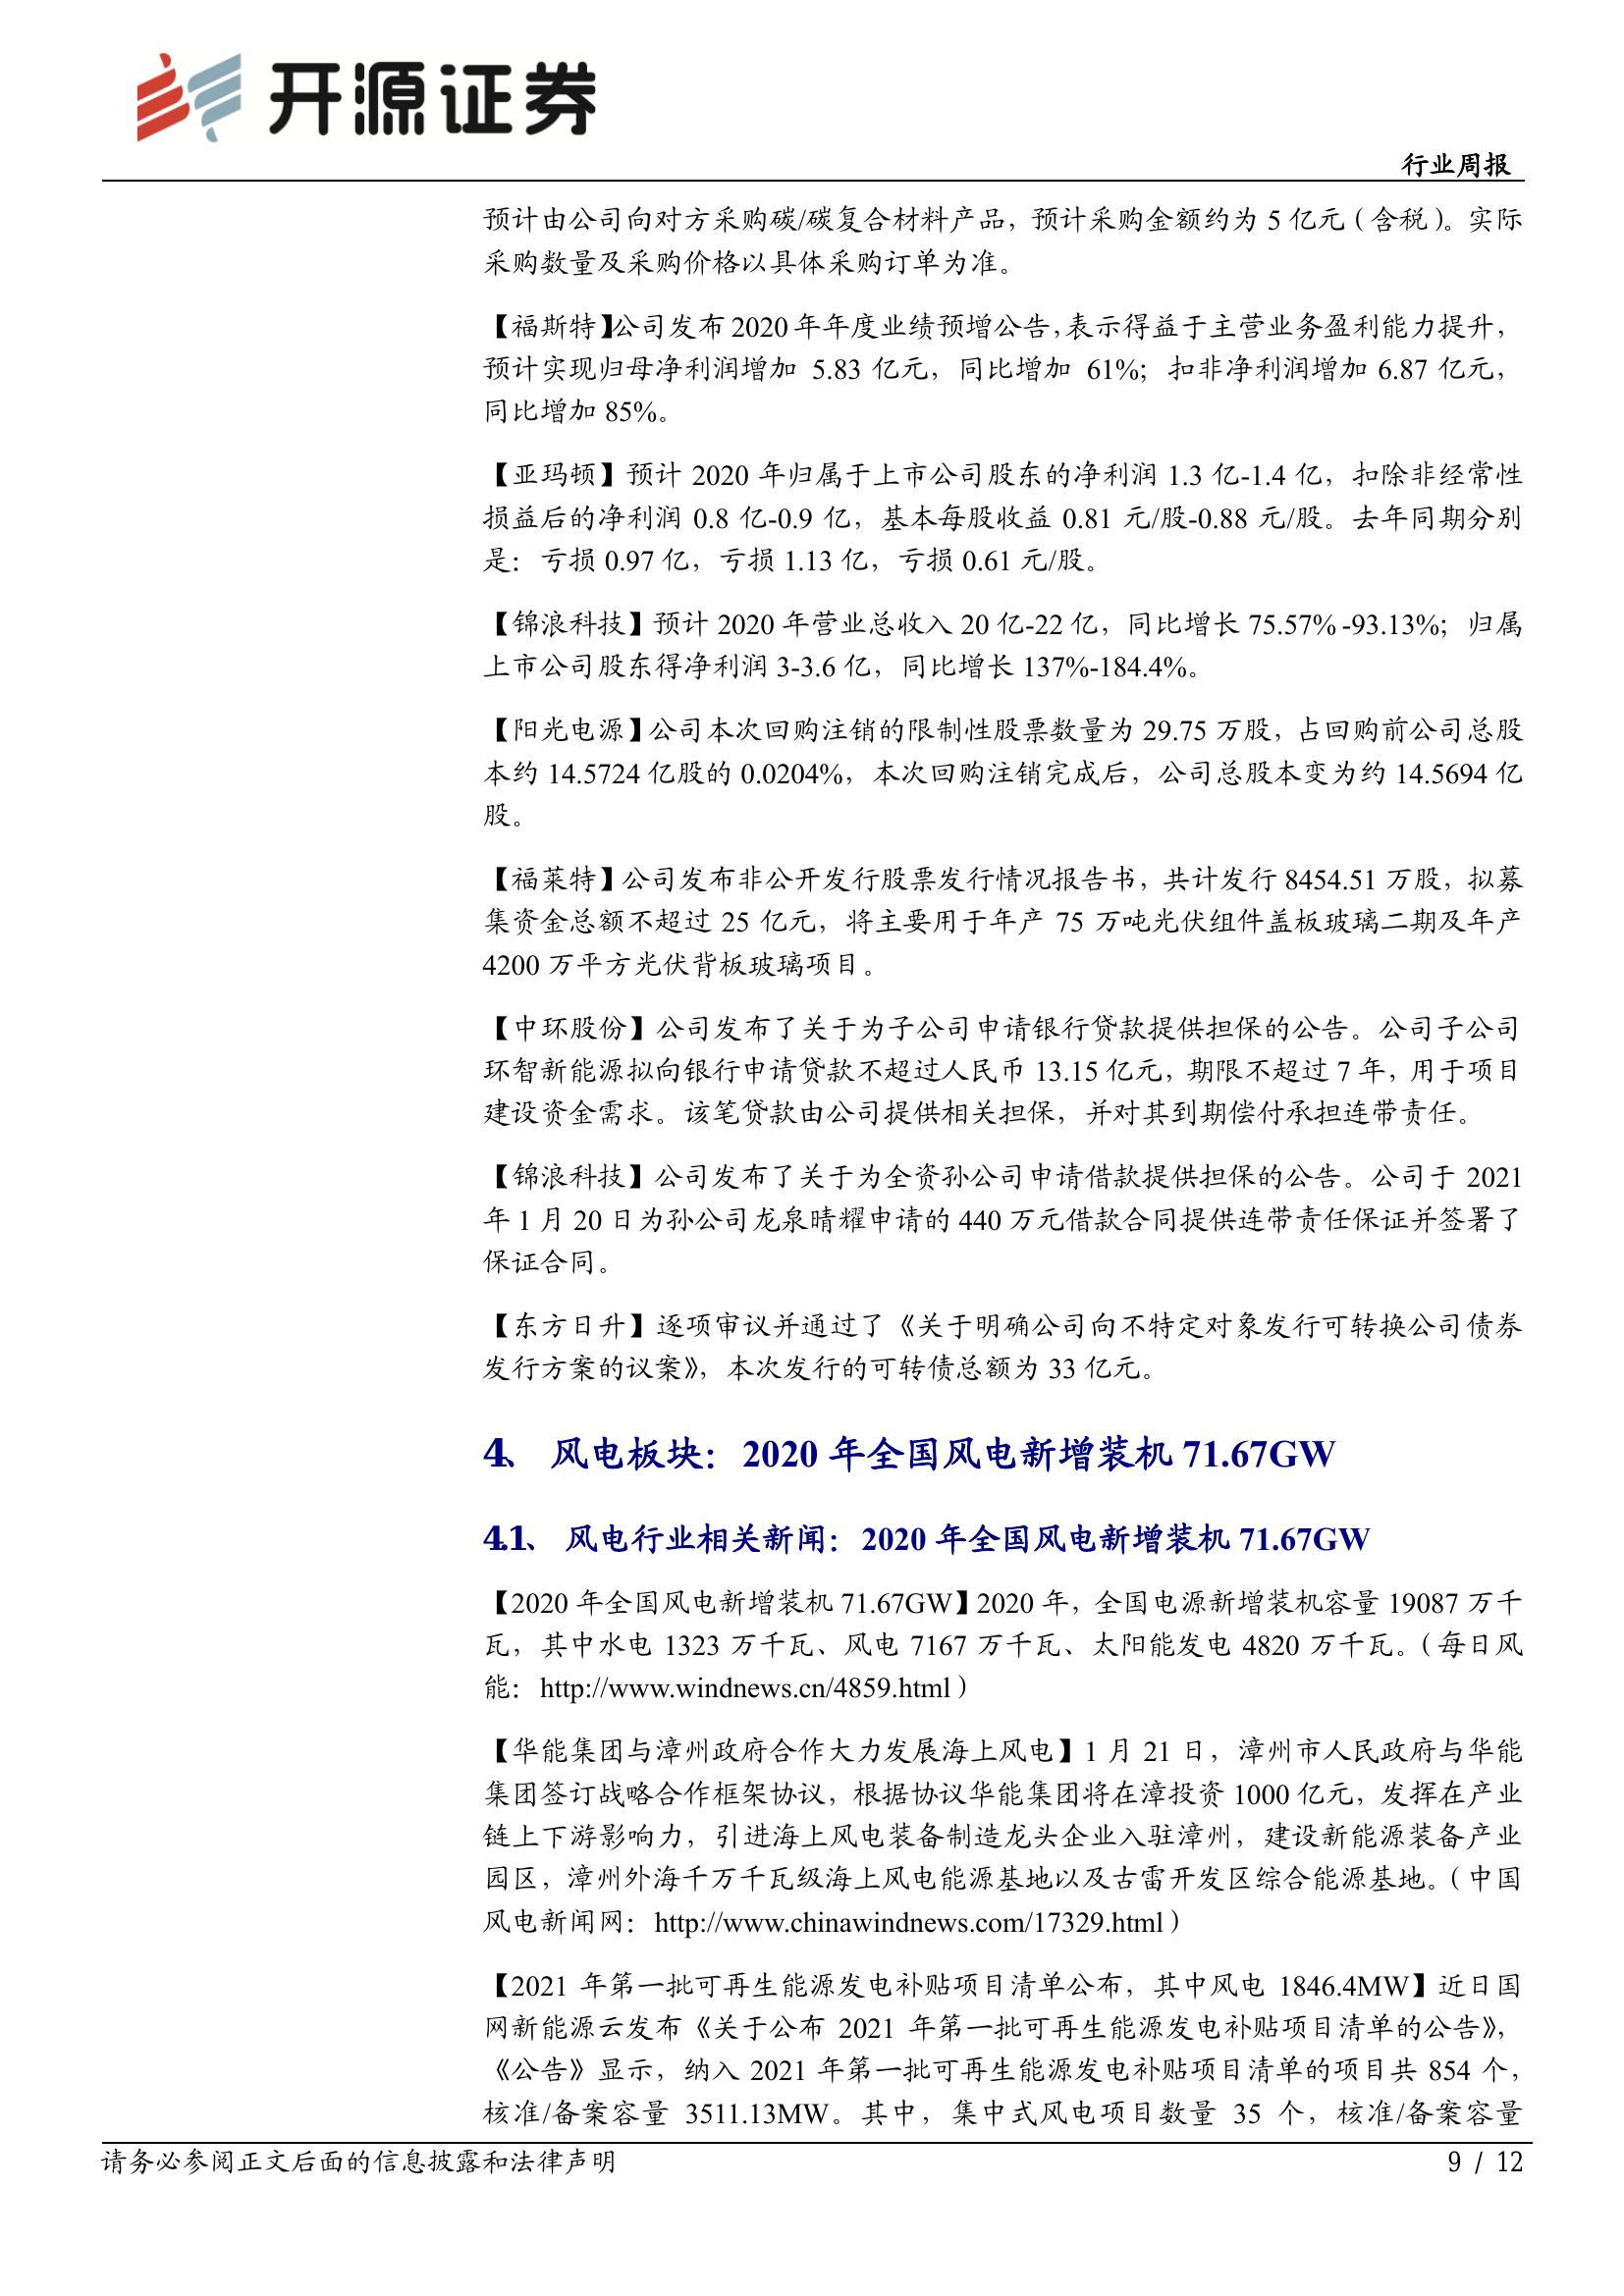 开源证券
行业周报
预计由公司向对方采购碳/碳复合材料产品，预计采购金额约为 5 亿元（含税）。实际
采购数量及采购价格以具体采购订单为准。
【福斯特】公司发布 2020 年年度业绩预增公告，表示得益于主营业务盈利能力提升，
预计实现归母净利润增加 5.83 亿元，同比增加 61%；扣非净利润增加 6.87 亿元，
同比增加 85%。
【亚玛顿】预计 2020 年归属于上市公司股东的净利润 1.3 亿-1.4 亿，扣除非经常性
损益后的净利润 0.8 亿-0.9 亿，基本每股收益 0.81 元/股-0.88 元/股。去年同期分别
是：亏损 0.97 亿，亏损 1.13 亿，亏损 0.61 元/股。
【锦浪科技】预计 2020 年营业总收入 20 亿-22 亿，同比增长 75.57%-93.13%；归属
上市公司股东得净利润 3-3.6 亿，同比增长 137%-184.4%。
【阳光电源】公司本次回购注销的限制性股票数量为 29.75 万股，占回购前公司总股
本约 14.5724 亿股的 0.0204%，本次回购注销完成后，公司总股本变为约 14.5694 亿
股。
【福莱特】公司发布非公开发行股票发行情况报告书，共计发行 8454.51 万股，拟募
集资金总额不超过 25 亿元，将主要用于年产 75 万吨光伏组件盖板玻璃二期及年产
4200 万平方光伏背板玻璃项目。
【中环股份】公司发布了关于为子公司申请银行贷款提供担保的公告。公司子公司
环智新能源拟向银行申请贷款不超过人民币 13.15 亿元，期限不超过 7 年，用于项目
建设资金需求。该笔贷款由公司提供相关担保，并对其到期偿付承担连带责任。
【锦浪科技】公司发布了关于为全资孙公司申请借款提供担保的公告。公司于 2021
年 1 月 20 日为孙公司龙泉晴耀申请的 440 万元借款合同提供连带责任保证并签署了
保证合同。
【东方日升】逐项审议并通过了《关于明确公司向不特定对象发行可转换公司债券
发行方案的议案》，本次发行的可转债总额为 33 亿元。
4、 风电板块：2020 年全国风电新增装机 71.67GW
4.1、 风电行业相关新闻：2020 年全国风电新增装机 71.67GW
【2020 年全国风电新增装机 71.67GW】2020 年，全国电源新增装机容量 19087 万千
瓦，其中水电 1323 万千瓦、风电 7167 万千瓦、太阳能发电 4820 万千瓦。（每日风
能：http://www.windnews.cn/4859.html）
【华能集团与漳州政府合作大力发展海上风电】1 月 21 日，漳州市人民政府与华能
集团签订战略合作框架协议，根据协议华能集团将在漳投资 1000 亿元，发挥在产业
链上下游影响力，引进海上风电装备制造龙头企业入驻漳州，建设新能源装备产业
园区，漳州外海千万千瓦级海上风电能源基地以及古雷开发区综合能源基地。（中国
风电新闻网：http://www.chinawindnews.com/17329.html）
【2021 年第一批可再生能源发电补贴项目清单公布，其中风电 1846.4MW】近日国
网新能源云发布《关于公布 2021 年第一批可再生能源发电补贴项目清单的公告》，
《公告》显示，纳入 2021 年第一批可再生能源发电补贴项目清单的项目共 854 个，
核准/备案容量 3511.13MW。其中，集中式风电项目数量 35 个，核准/备案容量
请务必参阅正文后面的信息披露和法律声明
9 / 12